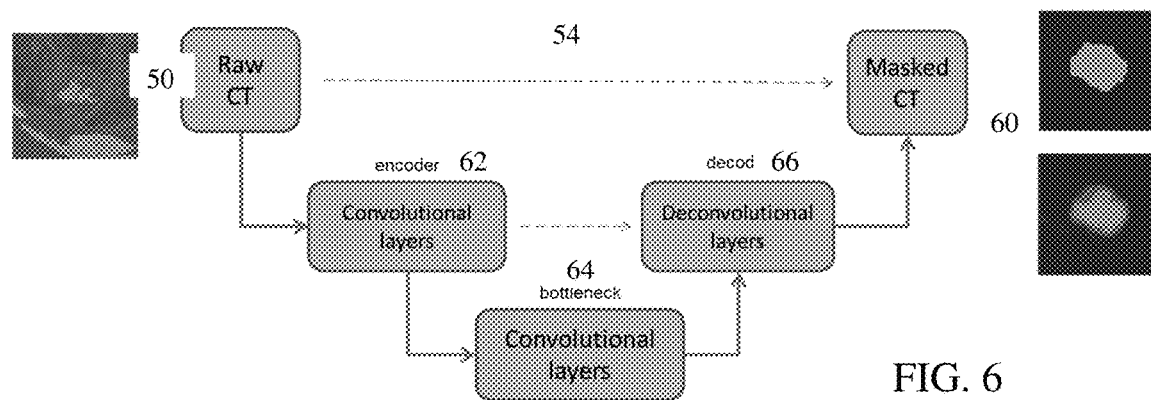 50
Raw
CT
54
Masked
CT
60
encoder 62
Convolutional
layers
decod 66
Deconvolutional
layers
64
bottleneck
Convolutional
layers
FIG. 6